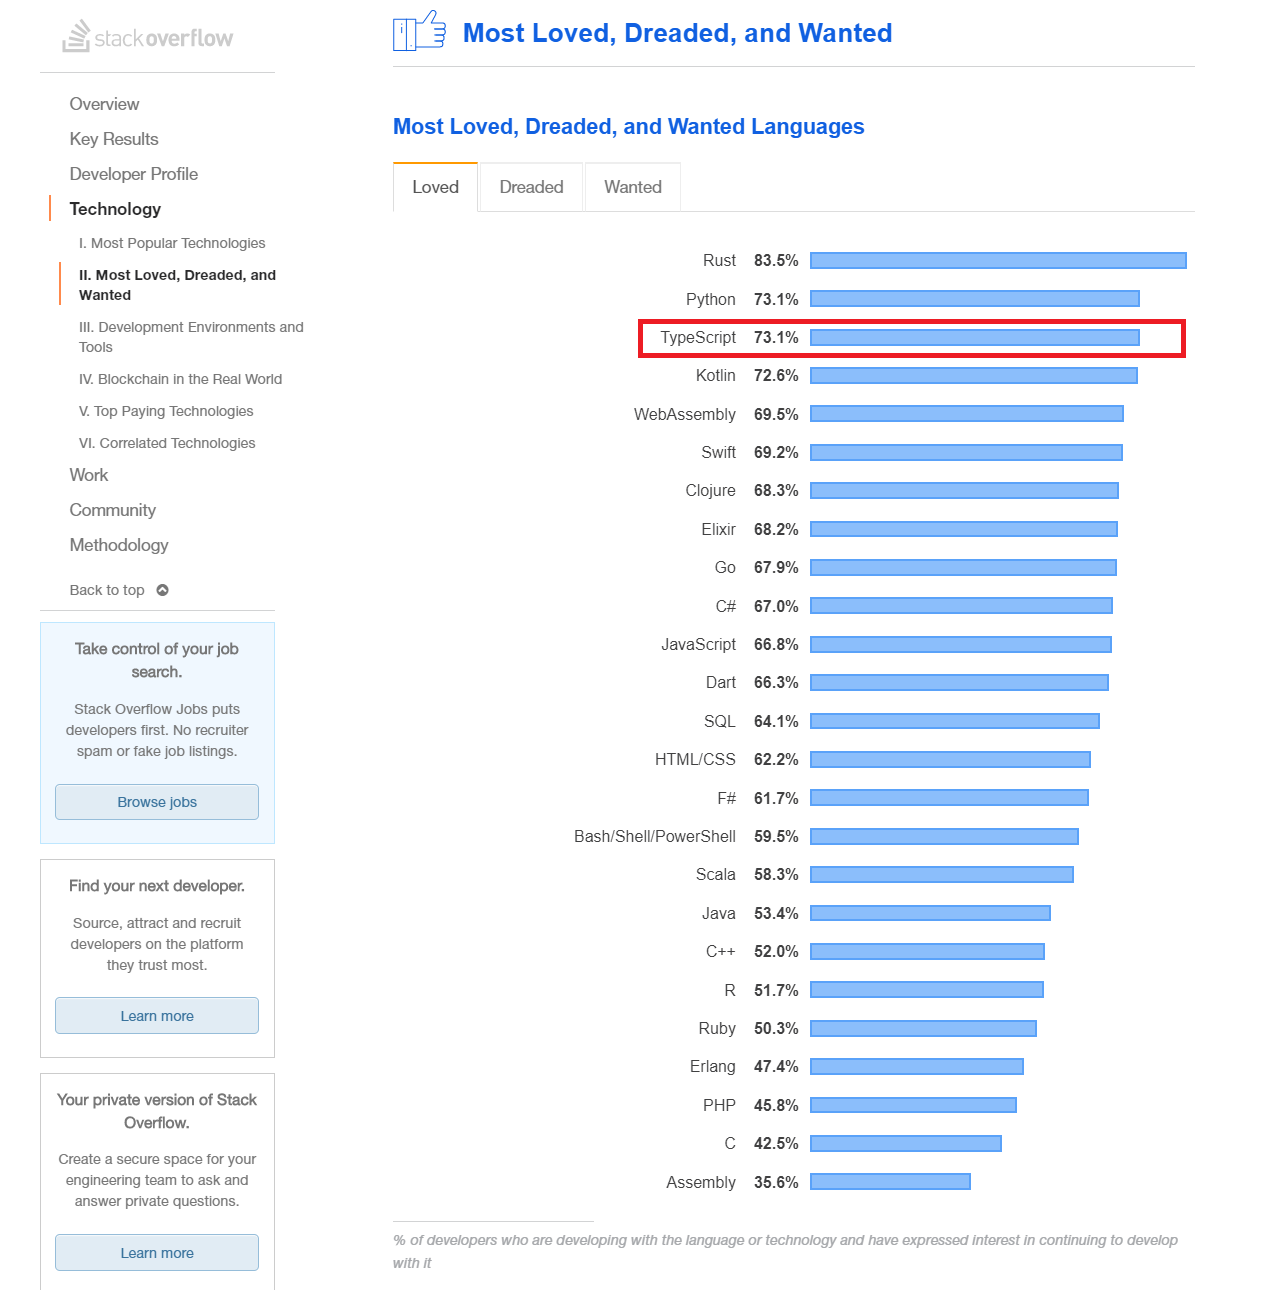 stackoverflow
Overview
Key Results
Developer Profile
Technology
I. Most Popular Technologies
II. Most Loved, Dreaded, and
Wanted
III. Development Environments and
Tools
IV. Blockchain in the Real World
V. Top Paying Technologies
VI. Correlated Technologies
Work
Community
Methodology
Back to top
Take control of your job
search.
Stack Overflow Jobs puts
developers first. No recruiter
spam or fake job listings.
Browse jobs
Find your next developer.
Source, attract and recruit
developers on the platform
they trust most.
Learn more
Your private version of Stack
Overflow.
Create a secure space for your
engineering team to ask and
answer private questions.
Learn more
Most Loved, Dreaded, and Wanted
Most Loved, Dreaded, and Wanted Languages
Loved Dreaded Wanted
Rust 83.5%
Python 73.1%
TypeScript 73.1%
Kotlin 72.6%
WebAssembly 69.5%
Swift 69.2%
Clojure 68.3%
Elixir 68.2%
Go 67.9%
C# 67.0%
JavaScript 66.8%
Dart 66.3%
SQL 64.1%
HTML/CSS 62.2%
F# 61.7%
Bash/Shell/PowerShell 59.5%
Scala 58.3%
Java 53.4%
C++ 52.0%
R 51.7%
Ruby 50.3%
Erlang 47.4%
PHP 45.8%
C 42.5%
Assembly 35.6%
% of developers who are developing with the language or technology and have expressed interest in continuing to develop
with it